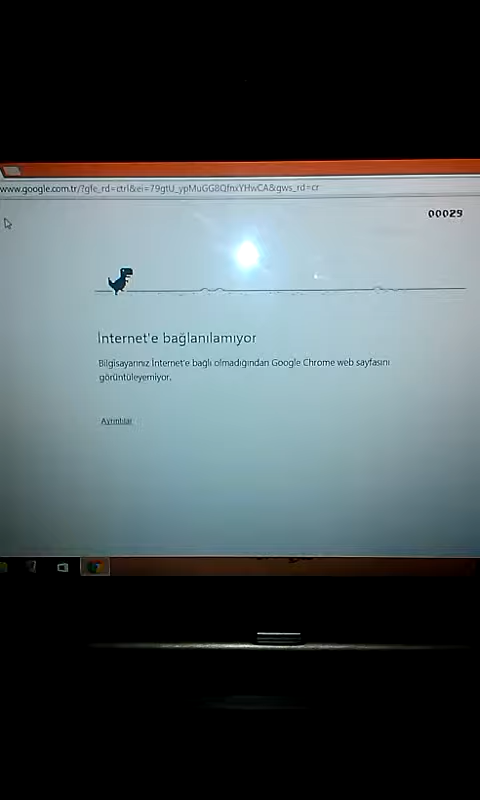 www.google.com.tr/?gfe_rd=ctrl&ei=79gtU_ypMuGG8QfnxYHwCA&gws_rd=cr
00029
İnternet'e bağlanılamıyor
Bilgisayarınız İnternet'e bağlı olmadığından Google Chrome web sayfasını
görüntüleyemiyor.
Ayrıntılar